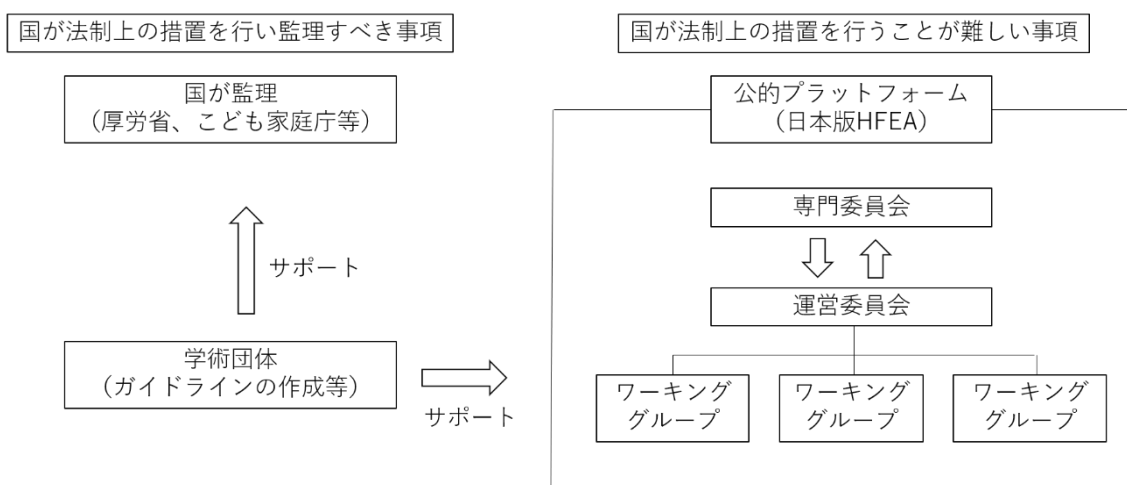 国が法制上の措置を行い監理すべき事項
国が監理
（厚労省、こども家庭庁等）
サポート
学術団体
（ガイドラインの作成等）
サポート
国が法制上の措置を行うことが難しい事項
公的プラットフォーム
（日本版HFEA）
専門委員会
運営委員会
ワーキング
グループ
ワーキング
グループ
ワーキング
グループ